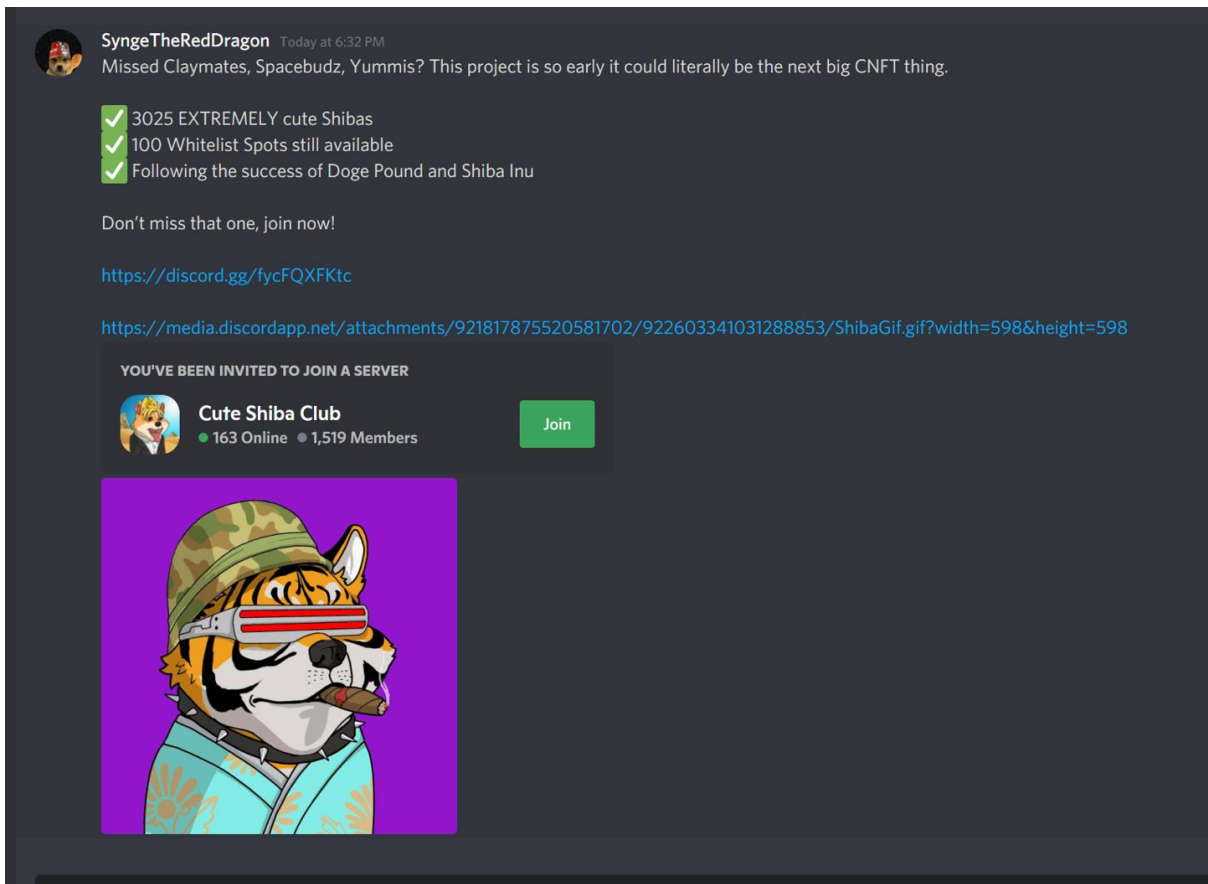 SyngeTheRedDragon Today at 6:32 PM
Missed Claymates, Spacebudz, Yummis? This project is so early it could literally be the next big CNFT thing.
✅ 3025 EXTREMELY cute Shibas
✅ 100 Whitelist Spots still available
✅ Following the success of Doge Pound and Shiba Inu
Don’t miss that one, join now!
https://discord.gg/fycFQXFKtc
https://media.discordapp.net/attachments/921817875520581702/922603341031288853/ShibaGif.gif?width=598&height=598
YOU'VE BEEN INVITED TO JOIN A SERVER
Cute Shiba Club
163 Online 1,519 Members
Join